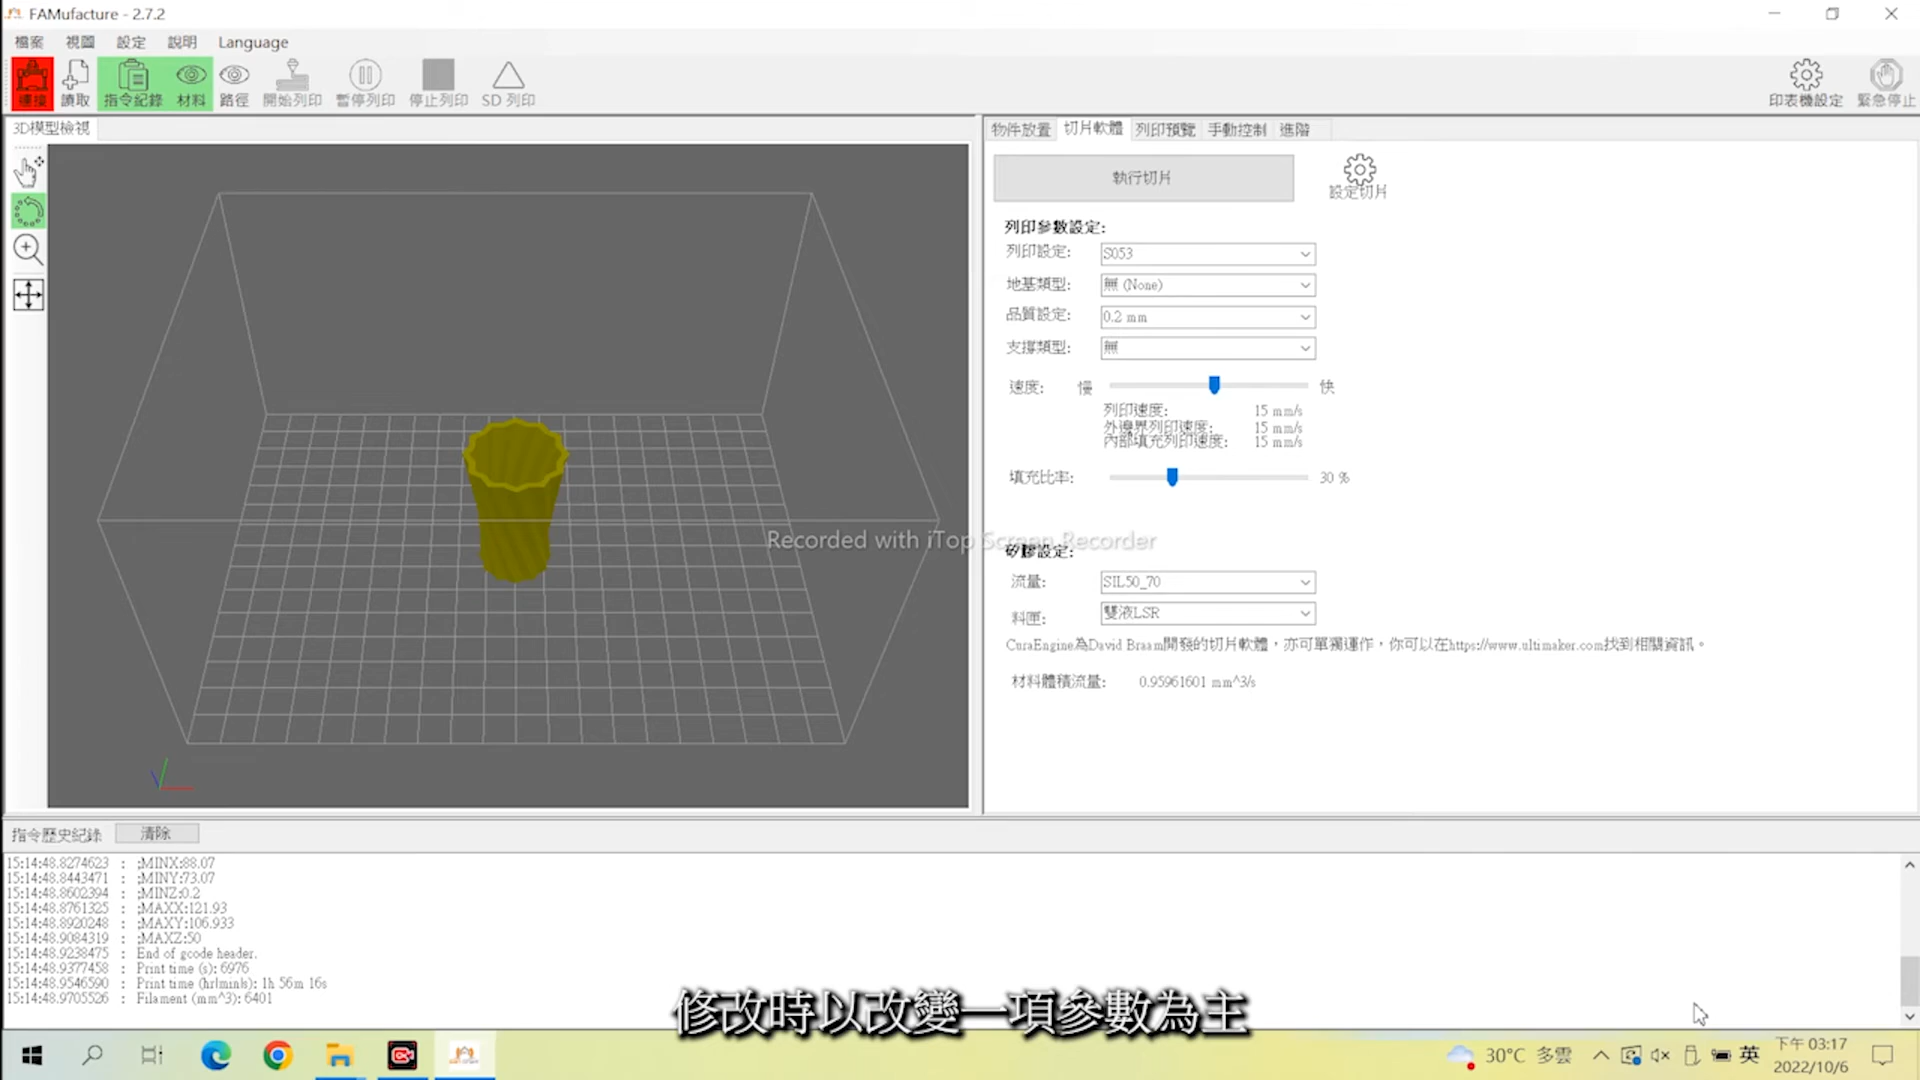 FAMufacture - 2.7.2
檔案 視圖 設定 說明 Language
連接 讀取 指令紀錄 材料 路徑 開始列印 暫停列印 停止列印 SD 列印 印表機設定 緊急停止
3D模型檢視
物件放置 切片軟體 列印預覽 手動控制 進階
執行切片
設定切片
列印參數設定:
列印設定: S053
地基類型: 無 (None)
品質設定: 0.2 mm
支撐類型: 無
速度: 慢 快
列印速度: 15 mm/s
外邊界列印速度: 15 mm/s
內部填充列印速度: 15 mm/s
填充比率: 30 %
Recorded with iTop Screen Recorder
矽膠設定:
流量: SIL50_70
料匣: 雙液LSR
CuraEngine為David Braam開發的切片軟體，亦可單獨運作，你可以在https://www.ultimaker.com找到相關資訊。
材料體積流量: 0.95961601 mm^3/s
指令歷史紀錄 清除
15:14:48.8274623 : ;MINX:88.07
15:14:48.8443471 : ;MINY:73.07
15:14:48.8602394 : ;MINZ:0.2
15:14:48.8761325 : ;MAXX:121.93
15:14:48.8920248 : ;MAXY:106.933
15:14:48.9084319 : ;MAXZ:50
15:14:48.9238475 : End of gcode header.
15:14:48.9377458 : Print time (s): 6976
15:14:48.9546590 : Print time (hr|min|s): 1h 56m 16s
15:14:48.9705526 : Filament (mm^3): 6401
修改時以改變一項參數為主
30°C 多雲 英 下午 03:17
2022/10/6